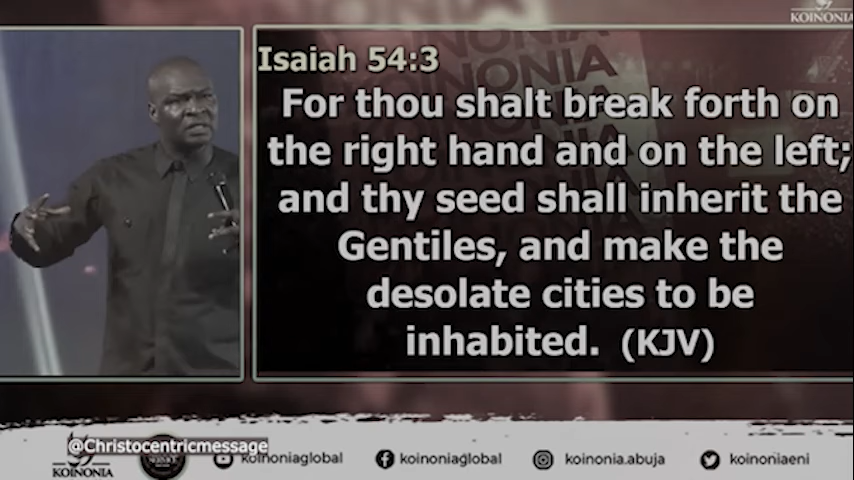 KOINONIA
Isaiah 54:3
For thou shalt break forth on
the right hand and on the left;
and thy seed shall inherit the
Gentiles, and make the
desolate cities to be
inhabited. (KJV)
@Christocentricmessage
KOINONIA
koinoniaglobal
koinoniaglobal
koinonia.abuja
koinoniaeni